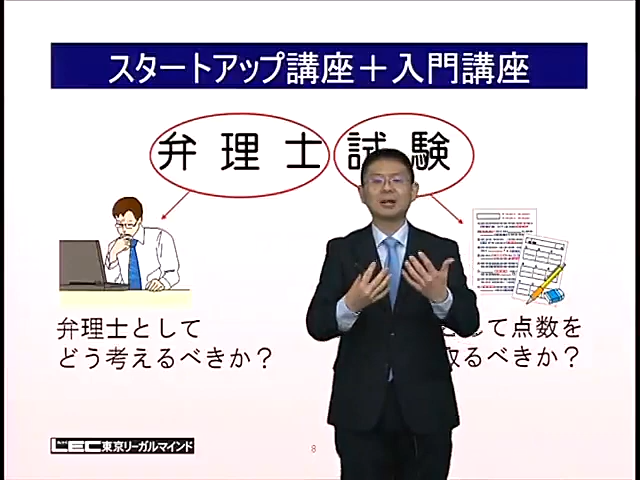 スタートアップ講座＋入門講座
弁理士試験
弁理士として
どう考えるべきか？
して点数を
取るべきか？
LEC東京リーガルマインド
8